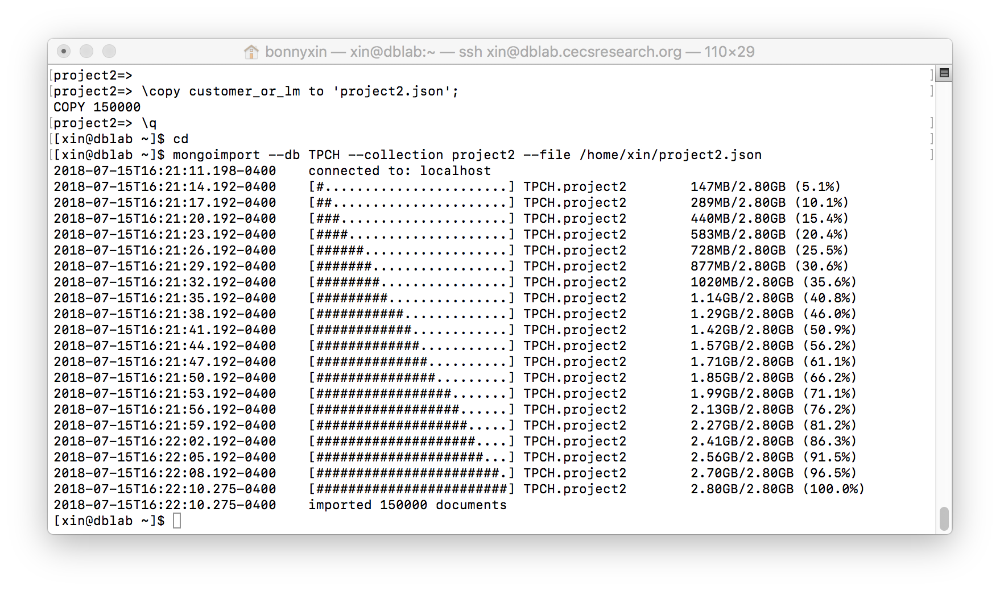 bonnyxin — xin@dblab:~ — ssh xin@dblab.cecsresearch.org — 110×29
[project2=> ]
[project2=> \copy customer_or_lm to 'project2.json'; ]
COPY 150000
[project2=> \q ]
[[xin@dblab ~]$ cd ]
[[xin@dblab ~]$ mongoimport --db TPCH --collection project2 --file /home/xin/project2.json ]
2018-07-15T16:21:11.198-0400    connected to: localhost
2018-07-15T16:21:14.192-0400    [#.......................] TPCH.project2        147MB/2.80GB (5.1%)
2018-07-15T16:21:17.192-0400    [##......................] TPCH.project2        289MB/2.80GB (10.1%)
2018-07-15T16:21:20.192-0400    [###.....................] TPCH.project2        440MB/2.80GB (15.4%)
2018-07-15T16:21:23.192-0400    [####....................] TPCH.project2        583MB/2.80GB (20.4%)
2018-07-15T16:21:26.192-0400    [######..................] TPCH.project2        728MB/2.80GB (25.5%)
2018-07-15T16:21:29.192-0400    [#######.................] TPCH.project2        877MB/2.80GB (30.6%)
2018-07-15T16:21:32.192-0400    [########................] TPCH.project2        1020MB/2.80GB (35.6%)
2018-07-15T16:21:35.192-0400    [#########...............] TPCH.project2        1.14GB/2.80GB (40.8%)
2018-07-15T16:21:38.192-0400    [###########.............] TPCH.project2        1.29GB/2.80GB (46.0%)
2018-07-15T16:21:41.192-0400    [############............] TPCH.project2        1.42GB/2.80GB (50.9%)
2018-07-15T16:21:44.192-0400    [#############...........] TPCH.project2        1.57GB/2.80GB (56.2%)
2018-07-15T16:21:47.192-0400    [##############..........] TPCH.project2        1.71GB/2.80GB (61.1%)
2018-07-15T16:21:50.192-0400    [###############.........] TPCH.project2        1.85GB/2.80GB (66.2%)
2018-07-15T16:21:53.192-0400    [#################.......] TPCH.project2        1.99GB/2.80GB (71.1%)
2018-07-15T16:21:56.192-0400    [##################......] TPCH.project2        2.13GB/2.80GB (76.2%)
2018-07-15T16:21:59.192-0400    [###################.....] TPCH.project2        2.27GB/2.80GB (81.2%)
2018-07-15T16:22:02.192-0400    [####################....] TPCH.project2        2.41GB/2.80GB (86.3%)
2018-07-15T16:22:05.192-0400    [#####################...] TPCH.project2        2.56GB/2.80GB (91.5%)
2018-07-15T16:22:08.192-0400    [#######################.] TPCH.project2        2.70GB/2.80GB (96.5%)
2018-07-15T16:22:10.275-0400    [########################] TPCH.project2        2.80GB/2.80GB (100.0%)
2018-07-15T16:22:10.275-0400    imported 150000 documents
[xin@dblab ~]$